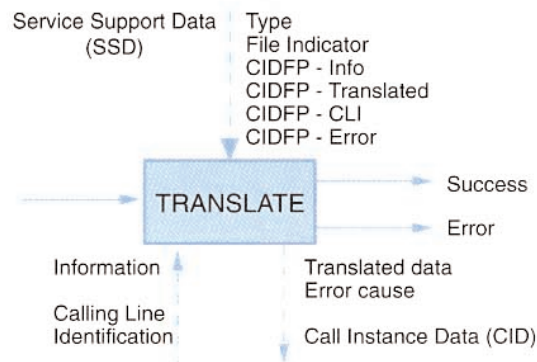 Service Support Data
(SSD)
Type
File Indicator
CIDFP - Info
CIDFP - Translated
CIDFP - CLI
CIDFP - Error
TRANSLATE
Success
Error
Information
Calling Line
Identification
Translated data
Error cause
Call Instance Data (CID)